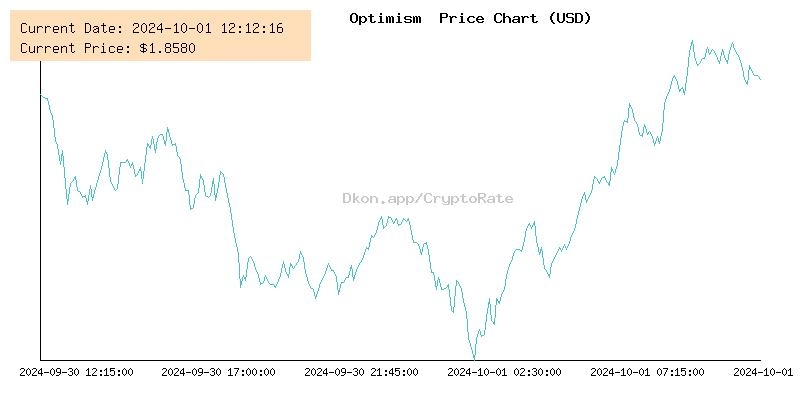 Optimism  Price Chart (USD)
Current Date: 2024-10-01 12:12:16
Current Price: $1.8580
Dkon.app/CryptoRate
2024-09-30 12:15:00 2024-09-30 17:00:00 2024-09-30 21:45:00 2024-10-01 02:30:00 2024-10-01 07:15:00 2024-10-01